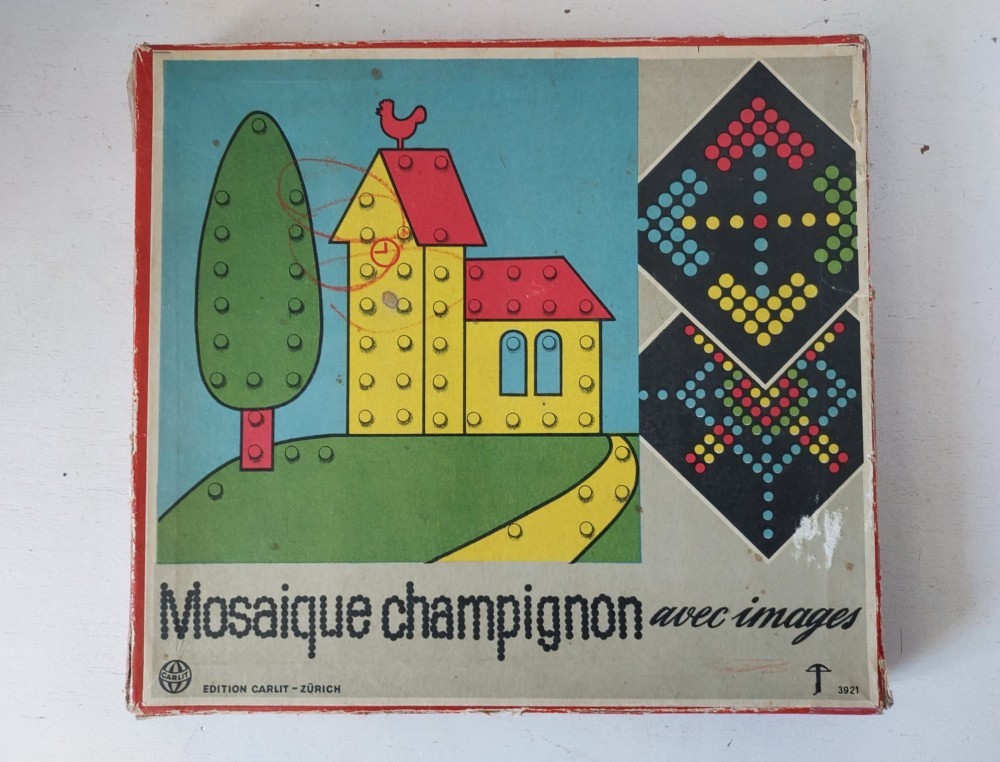 Mosaique champignon avec images
CARLIT
EDITION CARLIT – ZÜRICH
3921